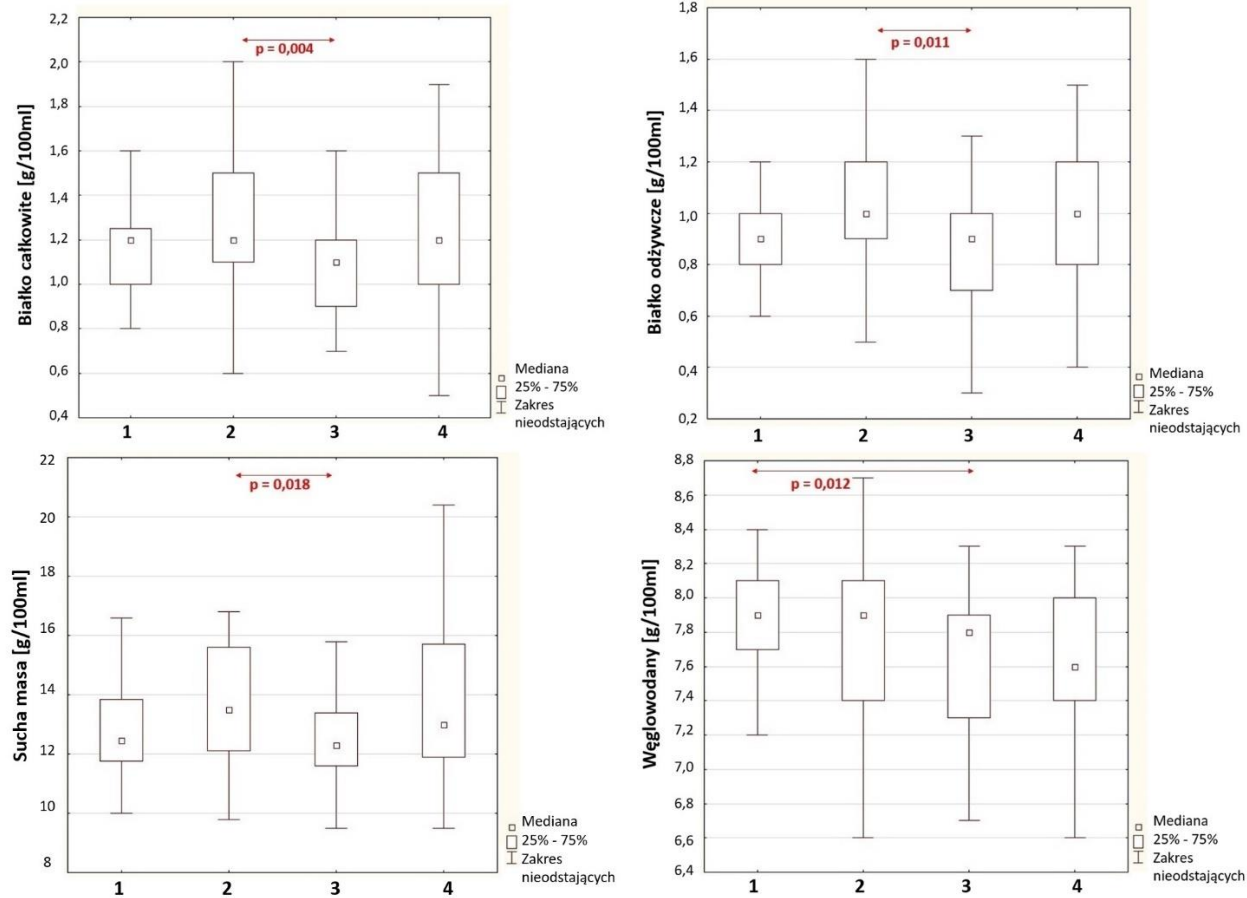 2,2
2,0
1,8
1,6
1,4
1,2
1,0
0,8
0,6
0,4
Białko całkowite [g/100ml]
p = 0,004
1 2 3 4
Mediana
25% - 75%
Zakres
nieodstających
1,8
1,6
1,4
1,2
1,0
0,8
0,6
0,4
0,2
Białko odżywcze [g/100ml]
p = 0,011
1 2 3 4
Mediana
25% - 75%
Zakres
nieodstających
22
20
18
16
14
12
10
8
Sucha masa [g/100ml]
p = 0,018
1 2 3 4
Mediana
25% - 75%
Zakres
nieodstających
8,8
8,6
8,4
8,2
8,0
7,8
7,6
7,4
7,2
7,0
6,8
6,6
6,4
Węglowodany [g/100ml]
p = 0,012
1 2 3 4
Mediana
25% - 75%
Zakres
nieodstających